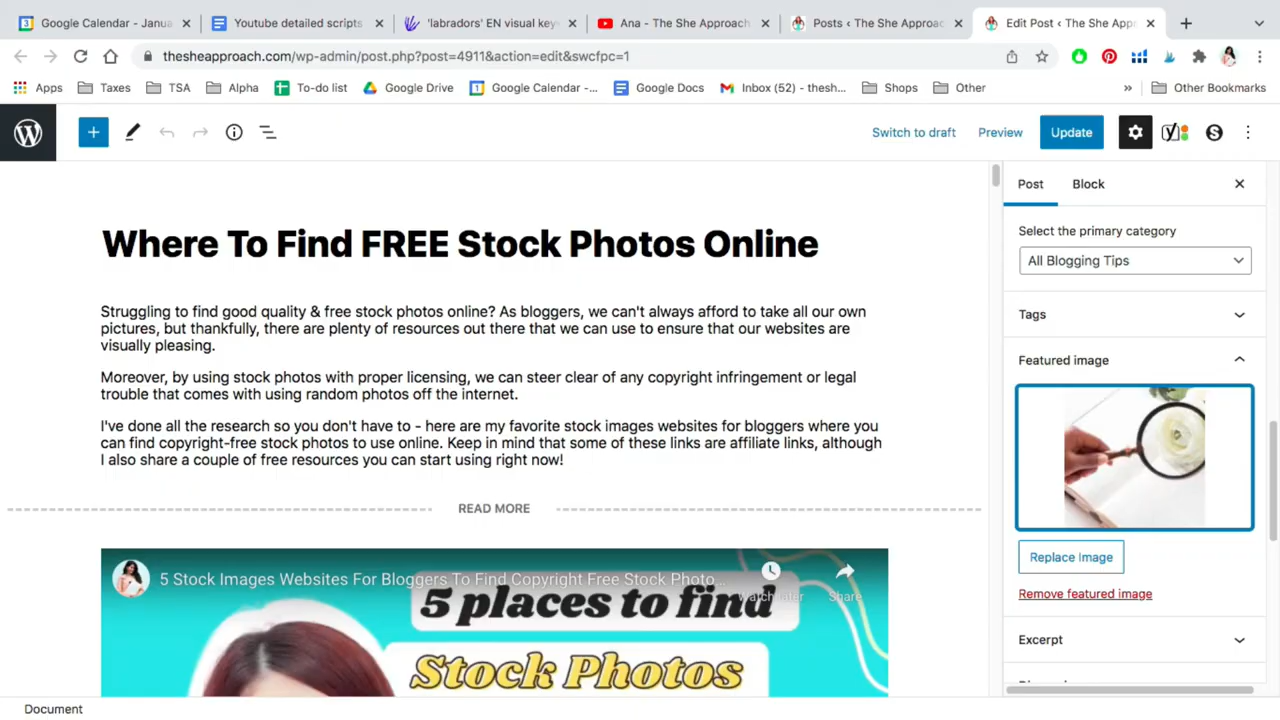 Google Calendar - Janua
Youtube detailed scripts
'labradors' EN visual key
Ana - The She Approach
Posts ‹ The She Approac
Edit Post ‹ The She Appr
thesheapproach.com/wp-admin/post.php?post=4911&action=edit&swcfpc=1
Apps
Taxes
TSA
Alpha
To-do list
Google Drive
Google Calendar -...
Google Docs
Inbox (52) - thesh...
Shops
Other
»
Other Bookmarks
Switch to draft
Preview
Update
Post
Block
Select the primary category
All Blogging Tips
Where To Find FREE Stock Photos Online
Tags
Struggling to find good quality & free stock photos online? As bloggers, we can't always afford to take all our own
pictures, but thankfully, there are plenty of resources out there that we can use to ensure that our websites are
visually pleasing.
Featured image
Moreover, by using stock photos with proper licensing, we can steer clear of any copyright infringement or legal
trouble that comes with using random photos off the internet.
I've done all the research so you don't have to - here are my favorite stock images websites for bloggers where you
can find copyright-free stock photos to use online. Keep in mind that some of these links are affiliate links, although
I also share a couple of free resources you can start using right now!
READ MORE
Replace Image
Remove featured image
5 Stock Images Websites For Bloggers To Find Copyright Free Stock Photo...
Watch later
Share
5 places to find
Stock Photos
Excerpt
Document